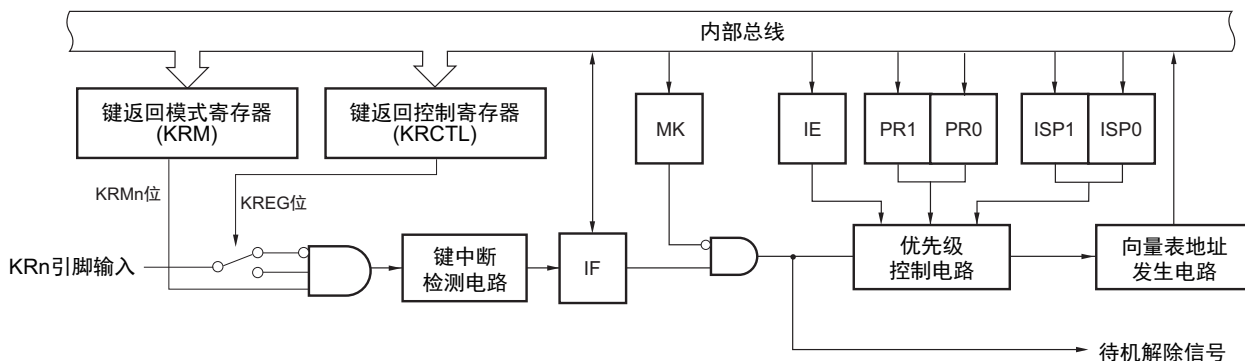 内部总线
键返回模式寄存器
(KRM)
键返回控制寄存器
(KRCTL)
MK
IE
PR1
PR0
ISP1
ISP0
KRMn位
KREG位
KRn引脚输入
键中断
检测电路
IF
优先级
控制电路
向量表地址
发生电路
待机解除信号